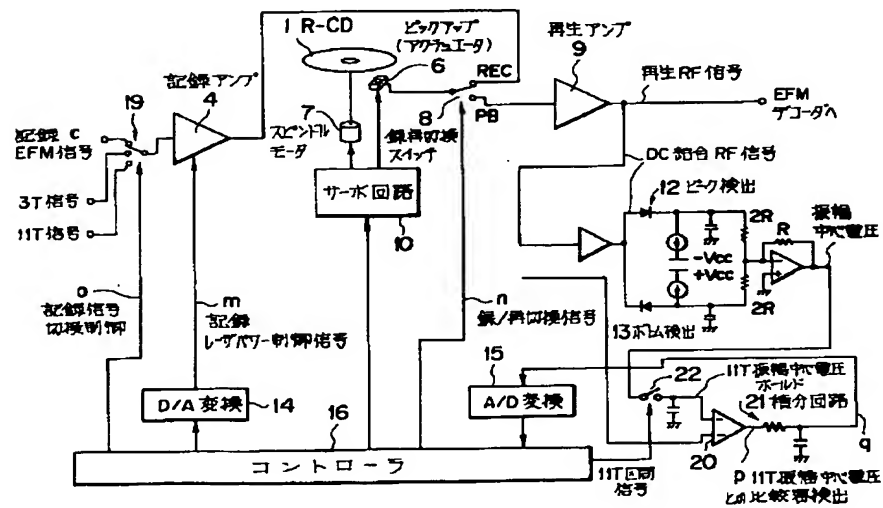 1 R-CD
ピックアップ
(アクチュエータ)
6
REC
8
PB
再生アンプ
9
再生RF信号
EFM
デコーダへ
記録アンプ
4
19
記録 c
EFM信号
3T信号
11T信号
7
スピンドル
モータ
録再切換
スイッチ
サーボ回路
10
DC結合RF信号
12 ピーク検出
振幅
中心電圧
2R
R
-Vcc
+Vcc
2R
13 ボトム検出
o
記録信号
切換制御
m
記録
レーザパワー制御信号
n
録/再切換信号
D/A変換
14
15
A/D変換
22
11T振幅中心電圧
ホールド
21 積分回路
20
q
16
コントローラ
11T区間
信号
p 11T振幅中心電圧
との比較器検出